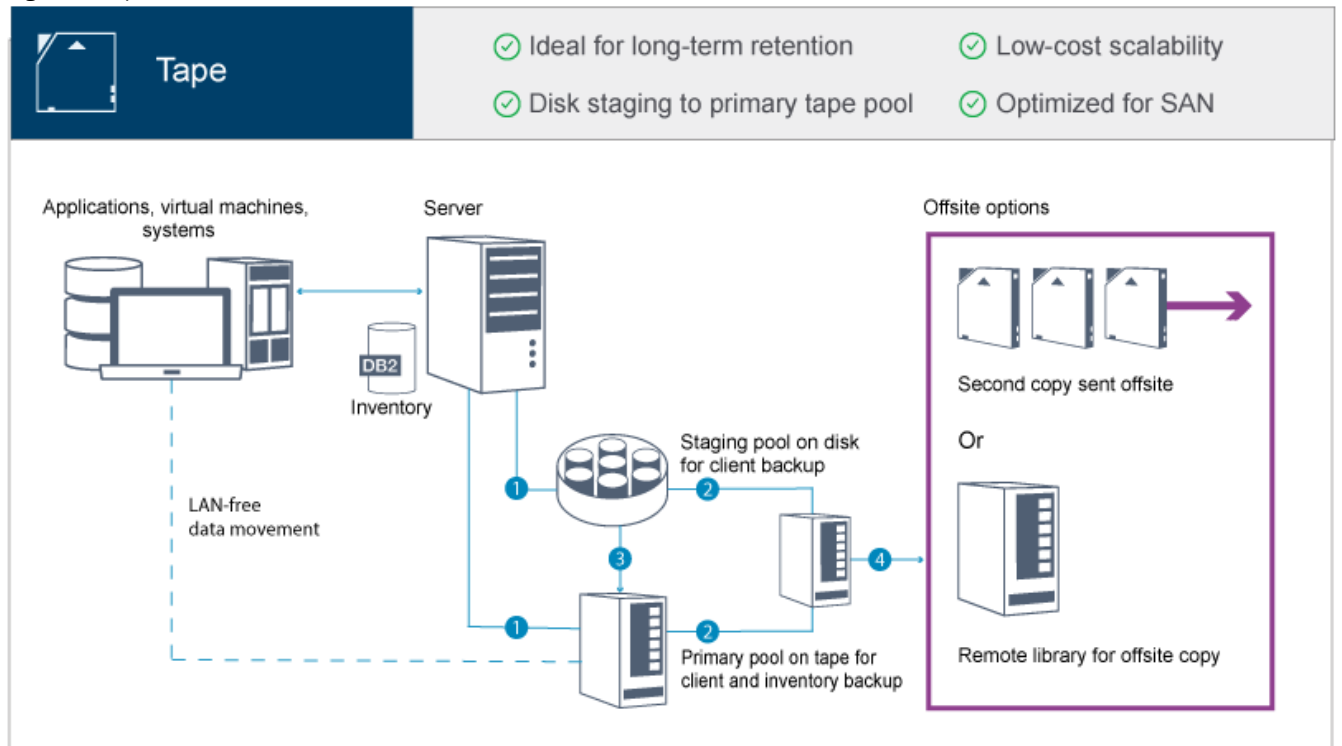 Tape
Ideal for long-term retention
Low-cost scalability
Disk staging to primary tape pool
Optimized for SAN
Applications, virtual machines,
systems
Server
Offsite options
DB2
Inventory
Second copy sent offsite
Staging pool on disk
for client backup
Or
1
2
LAN-free
data movement
3
4
1
2
Primary pool on tape for
client and inventory backup
Remote library for offsite copy